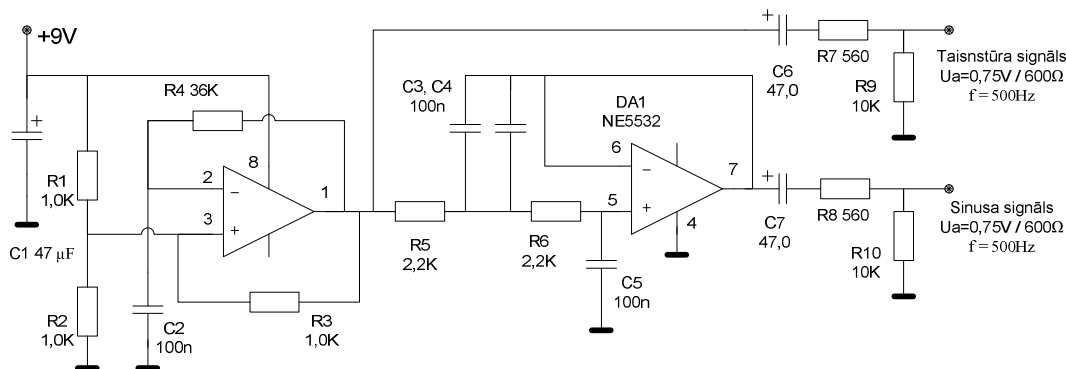 +9V
C1 47 µF
R1
1,0K
R2
1,0K
R4 36K
C2
100n
2
3
8
1
R3
1,0K
R5
2,2K
C3, C4
100n
R6
2,2K
C5
100n
DA1
NE5532
6
5
7
4
C6
47,0
R7 560
R9
10K
Taisnstūra signāls
Ua=0,75V / 600Ω
f = 500Hz
C7
47,0
R8 560
R10
10K
Sinusa signāls
Ua=0,75V / 600Ω
f = 500Hz